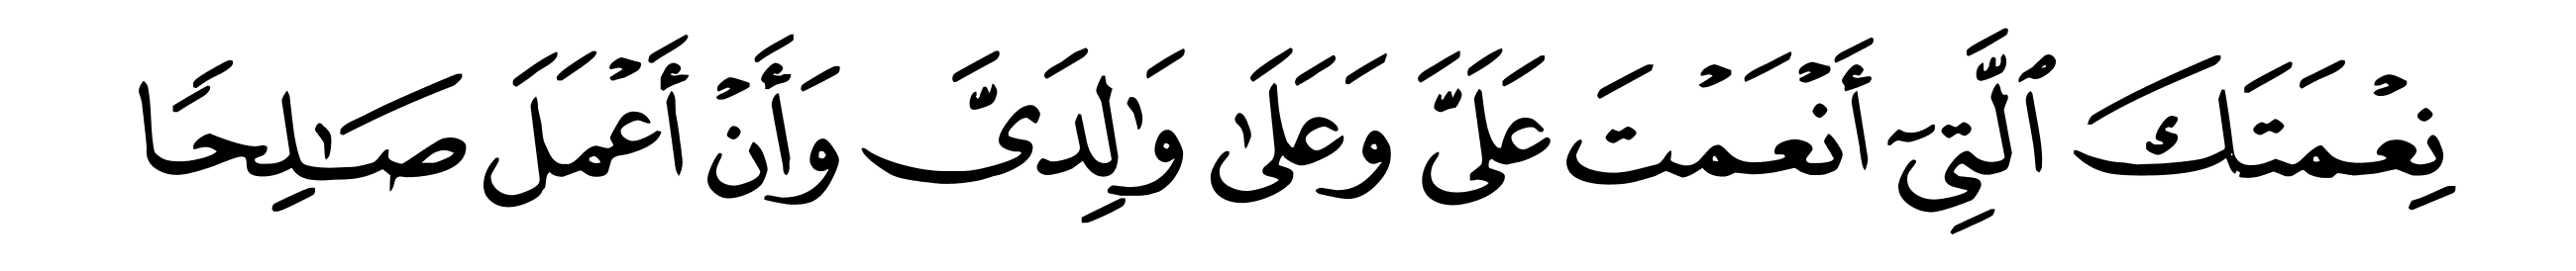 نِعۡمَتَكَ ٱلَّتِيٓ أَنۡعَمۡتَ عَلَيَّ وَعَلَىٰ وَٰلِدَيَّ وَأَنۡ أَعۡمَلَ صَٰلِحًا